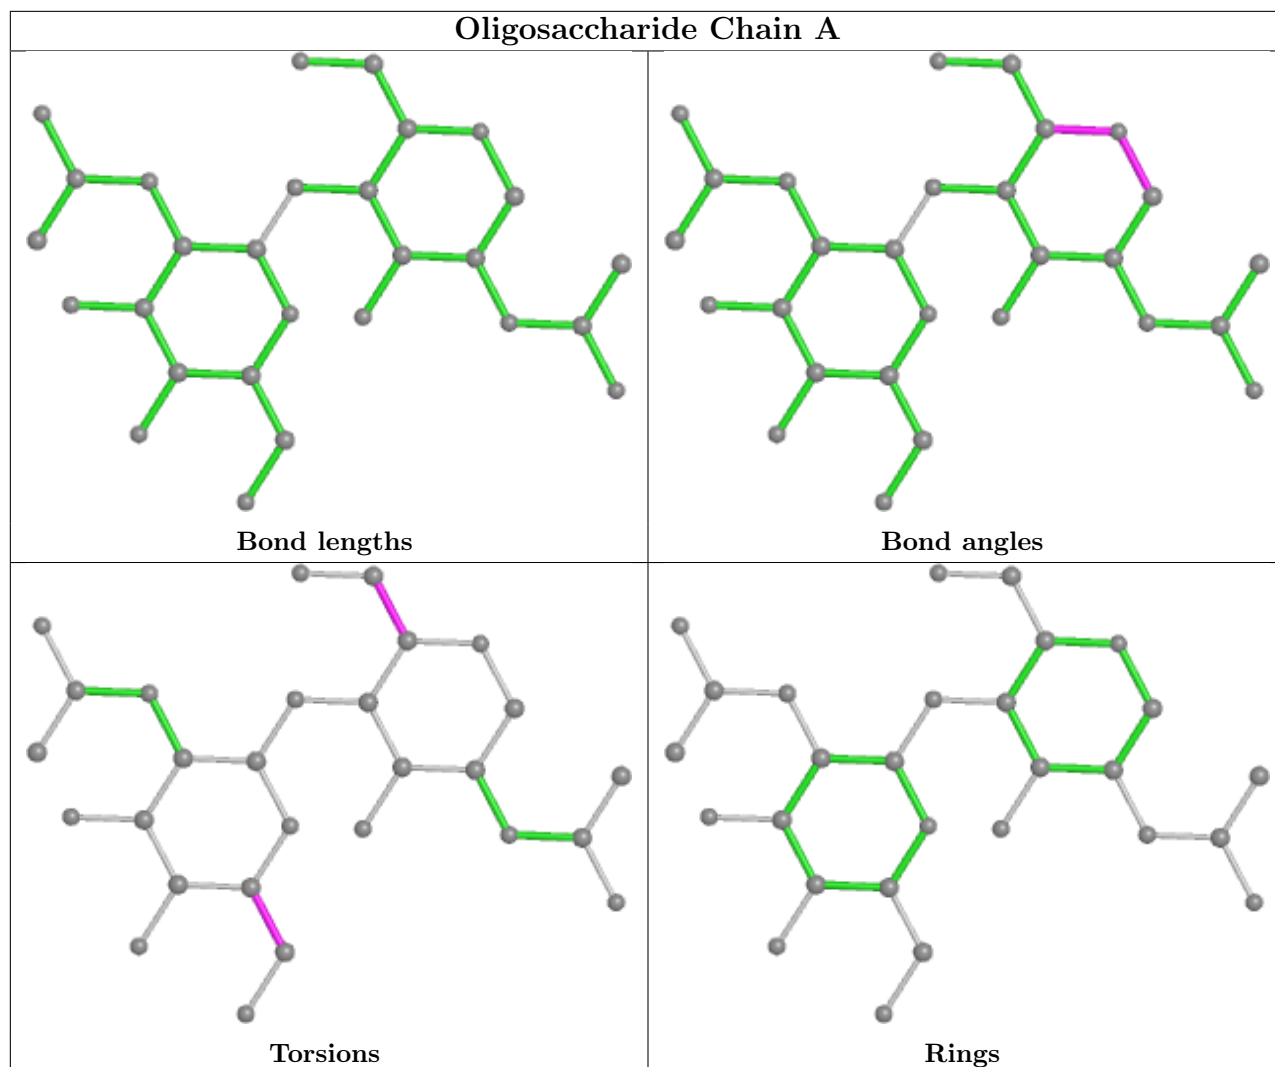 Oligosaccharide Chain A
Bond lengths
Bond angles
Torsions
Rings